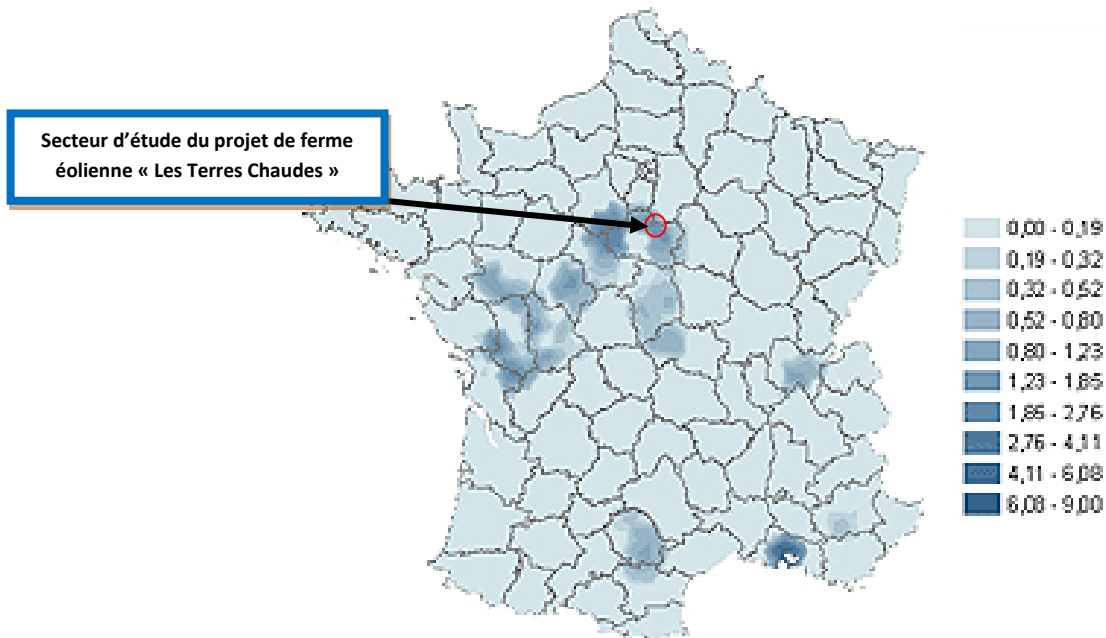 Secteur d'étude du projet de ferme
éolienne « Les Terres Chaudes »
0,00 - 0,19
0,19 - 0,32
0,32 - 0,52
0,52 - 0,80
0,80 - 1,23
1,23 - 1,85
1,85 - 2,76
2,76 - 4,11
4,11 - 6,08
6,08 - 9,00